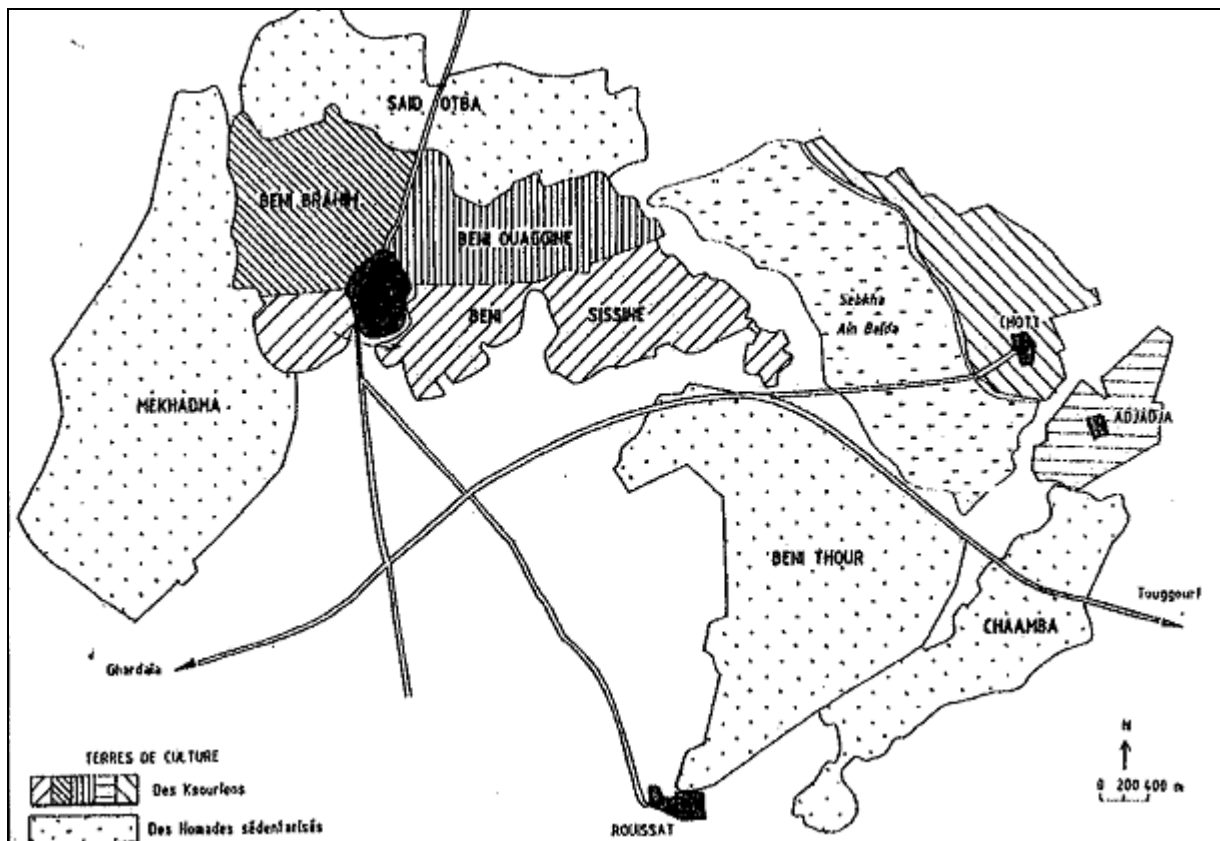 SAID OTBA
BENI BRAHIM
BENI OUAGGINE
BENI SISSINE
Sebkha
Ain Beida
CHOTT
ADJADJA
MEKHADMA
BENI THOUR
Touggourt
CHAAMBA
Ghardaia
N
0 200 400 m
TERRES DE CULTURE
Des Ksouriens
Des Nomades sédentarisés
ROUISSAT